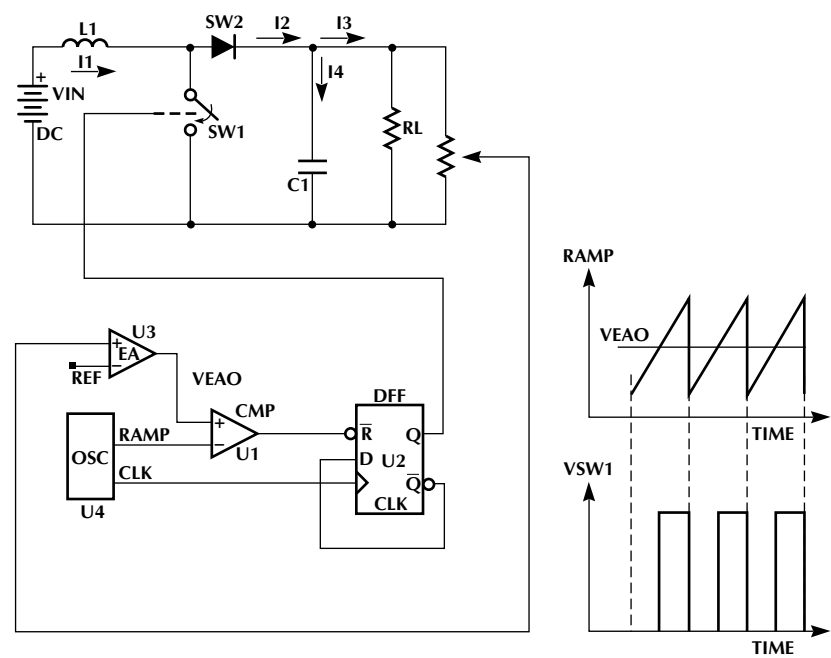 L1
SW2
I2
I3
I1
I4
+
VIN
DC
SW1
RL
C1
RAMP
VEAO
TIME
U3
+
EA
−
REF
VEAO
DFF
CMP
RAMP
+
−
U1
R̅
Q
D
U2
OSC
CLK
Q̅
CLK
U4
VSW1
TIME